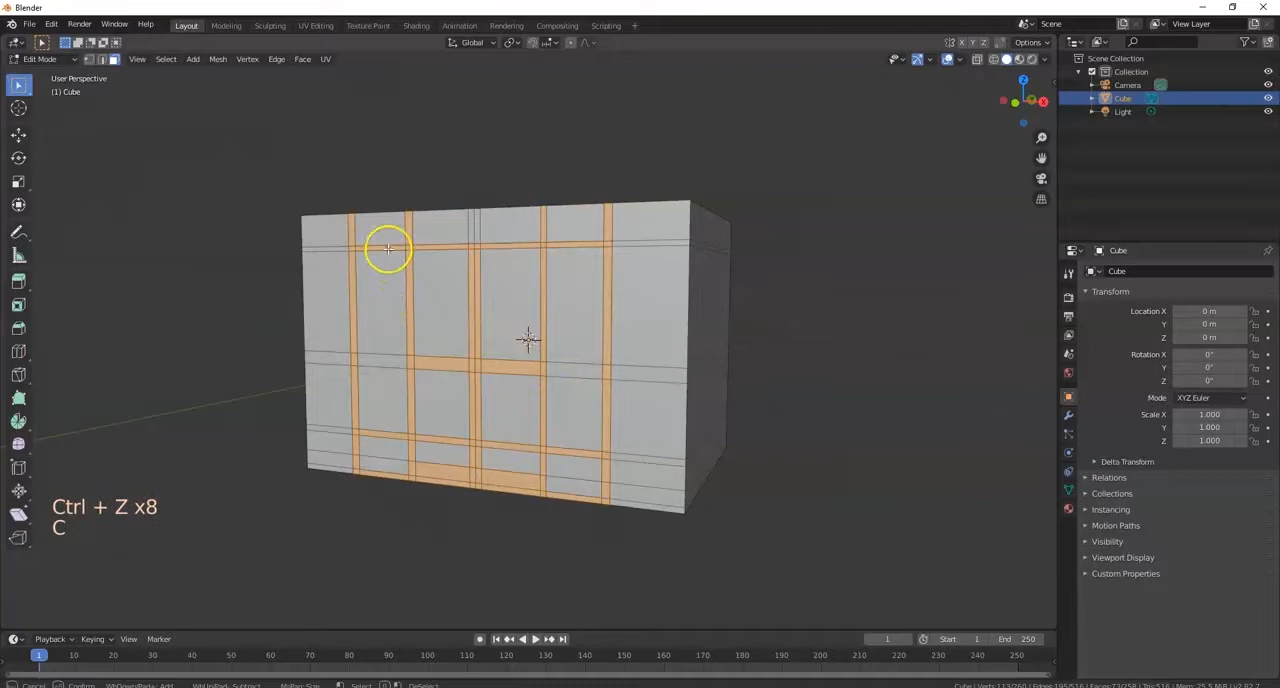 Blender
File Edit Render Window Help Layout Modeling Sculpting UV Editing Texture Paint Shading Animation Rendering Compositing Scripting + Scene View Layer
Global X Y Z Options
Edit Mode View Select Add Mesh Vertex Edge Face UV
Scene Collection
Collection
Camera
Cube
Light
User Perspective
(1) Cube
Z
X
Y
Cube
Cube
Transform
Location X 0 m
Y 0 m
Z 0 m
Rotation X 0°
Y 0°
Z 0°
Mode XYZ Euler
Scale X 1.000
Y 1.000
Z 1.000
Delta Transform
Relations
Collections
Instancing
Motion Paths
Visibility
Viewport Display
Custom Properties
Ctrl + Z x8
C
Playback Keying View Marker 1 Start 1 End 250
1 10 20 30 40 50 60 70 80 90 100 110 120 130 140 150 160 170 180 190 200 210 220 230 240 250